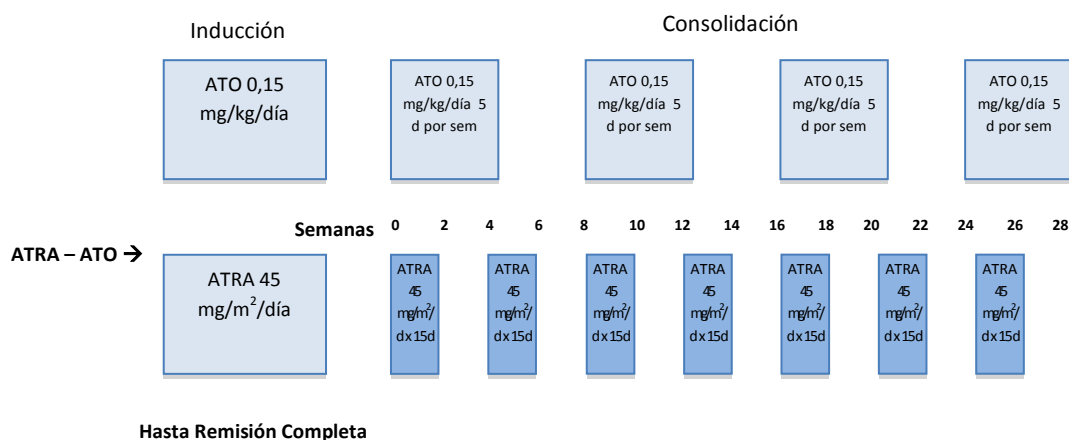 Inducción
Consolidación
ATO 0,15
mg/kg/día
ATO 0,15
mg/kg/día 5
d por sem
ATO 0,15
mg/kg/día 5
d por sem
ATO 0,15
mg/kg/día 5
d por sem
ATO 0,15
mg/kg/día 5
d por sem
Semanas 0 2 4 6 8 10 12 14 16 18 20 22 24 26 28
ATRA – ATO →
ATRA 45
mg/m²/día
ATRA
45
mg/m²/
dx15d
ATRA
45
mg/m²/
dx15d
ATRA
45
mg/m²/
dx15d
ATRA
45
mg/m²/
dx15d
ATRA
45
mg/m²/
dx15d
ATRA
45
mg/m²/
dx15d
ATRA
45
mg/m²/
dx15d
Hasta Remisión Completa